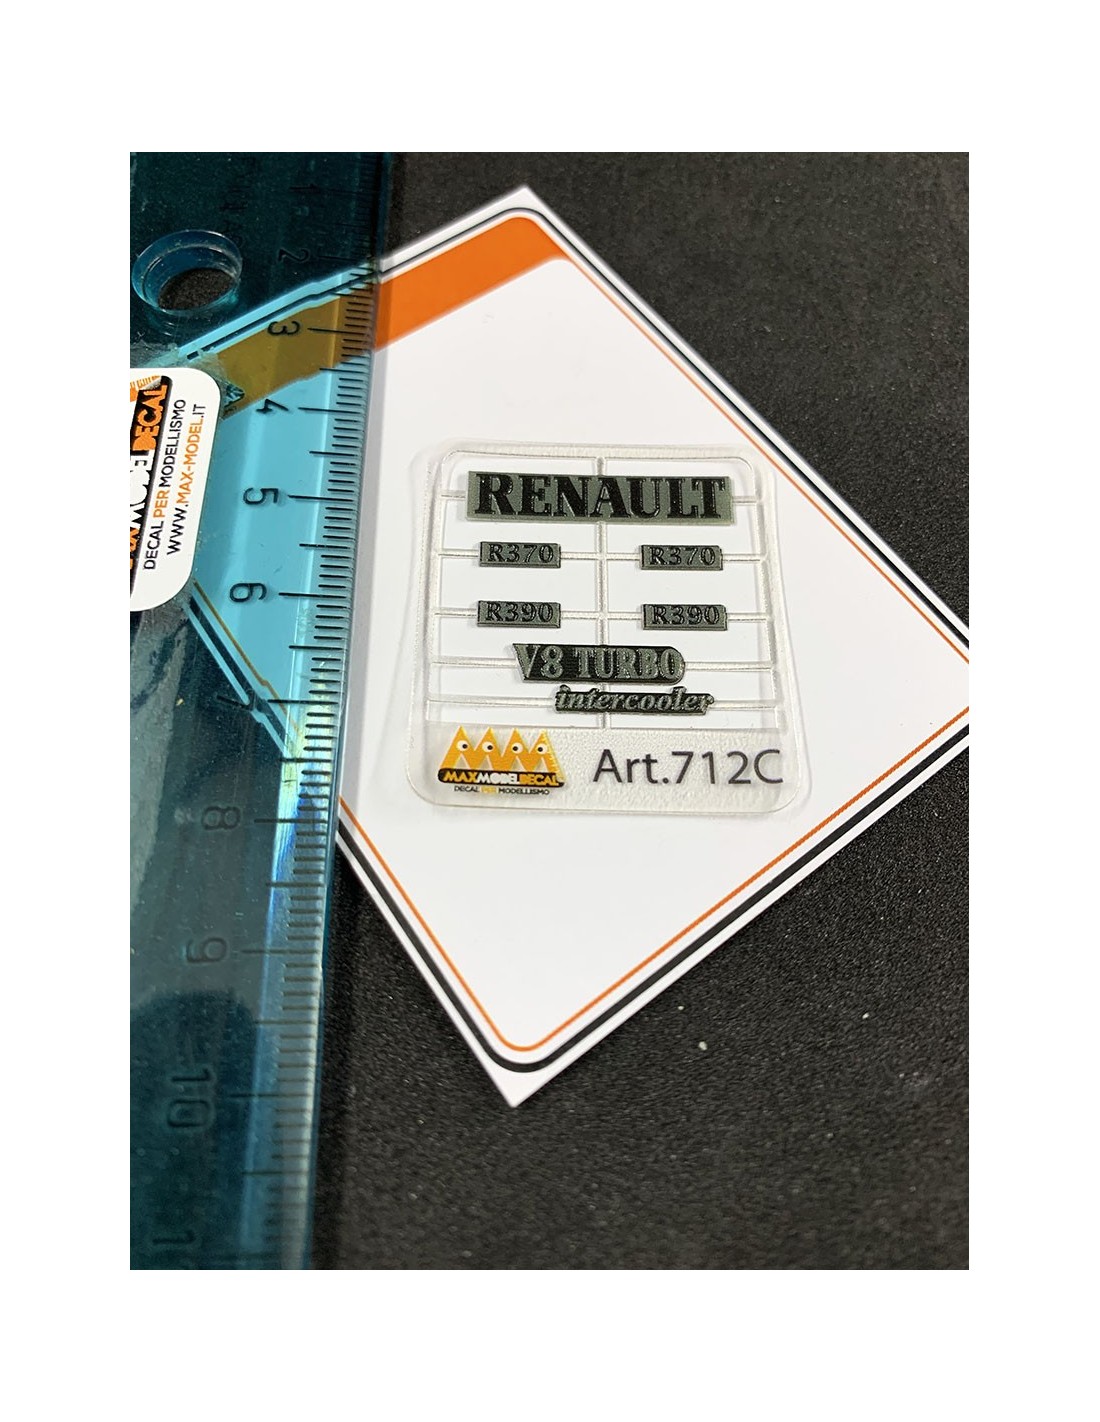 1
2
3
4
5
6
7
8
9
10
DECAL
DECAL PER MODELLISMO
WWW.MAX-MODEL.IT
RENAULT
R370 R370
R390 R390
V8 TURBO
intercooler
MAXMODELDECAL
DECAL PER MODELLISMO
Art.712C